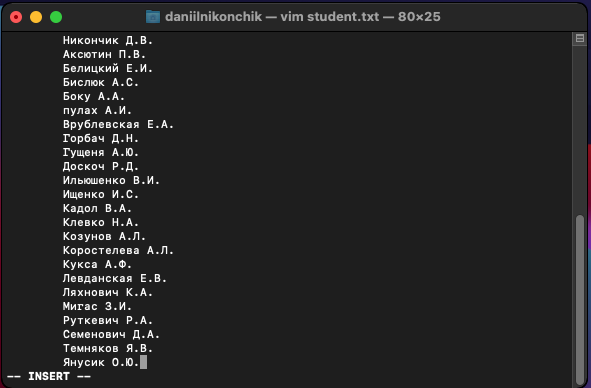 daniilnikonchik — vim student.txt — 80×25
Никончик Д.В.
Аксютин П.В.
Белицкий Е.И.
Бислюк А.С.
Боку А.А.
пулах А.И.
Врублевская Е.А.
Горбач Д.Н.
Гущеня А.Ю.
Доскоч Р.Д.
Ильюшенко В.И.
Ищенко И.С.
Кадол В.А.
Клевко Н.А.
Козунов А.Л.
Коростелева А.Л.
Кукса А.Ф.
Левданская Е.В.
Ляхнович К.А.
Мигас З.И.
Руткевич Р.А.
Семенович Д.А.
Темняков Я.В.
Янусик О.Ю.
-- INSERT --